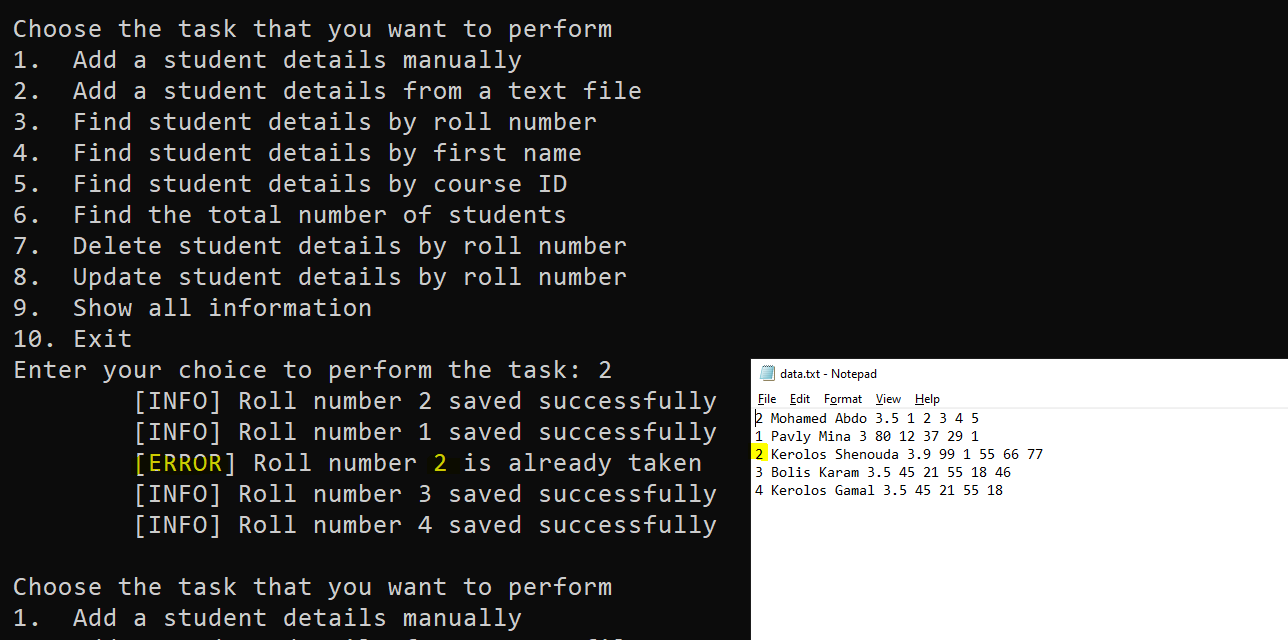 Choose the task that you want to perform
1.  Add a student details manually
2.  Add a student details from a text file
3.  Find student details by roll number
4.  Find student details by first name
5.  Find student details by course ID
6.  Find the total number of students
7.  Delete student details by roll number
8.  Update student details by roll number
9.  Show all information
10. Exit
Enter your choice to perform the task: 2
[INFO] Roll number 2 saved successfully
[INFO] Roll number 1 saved successfully
[ERROR] Roll number 2 is already taken
[INFO] Roll number 3 saved successfully
[INFO] Roll number 4 saved successfully
Choose the task that you want to perform
1.  Add a student details manually
data.txt - Notepad
File Edit Format View Help
2 Mohamed Abdo 3.5 1 2 3 4 5
1 Pavly Mina 3 80 12 37 29 1
2 Kerolos Shenouda 3.9 99 1 55 66 77
3 Bolis Karam 3.5 45 21 55 18 46
4 Kerolos Gamal 3.5 45 21 55 18